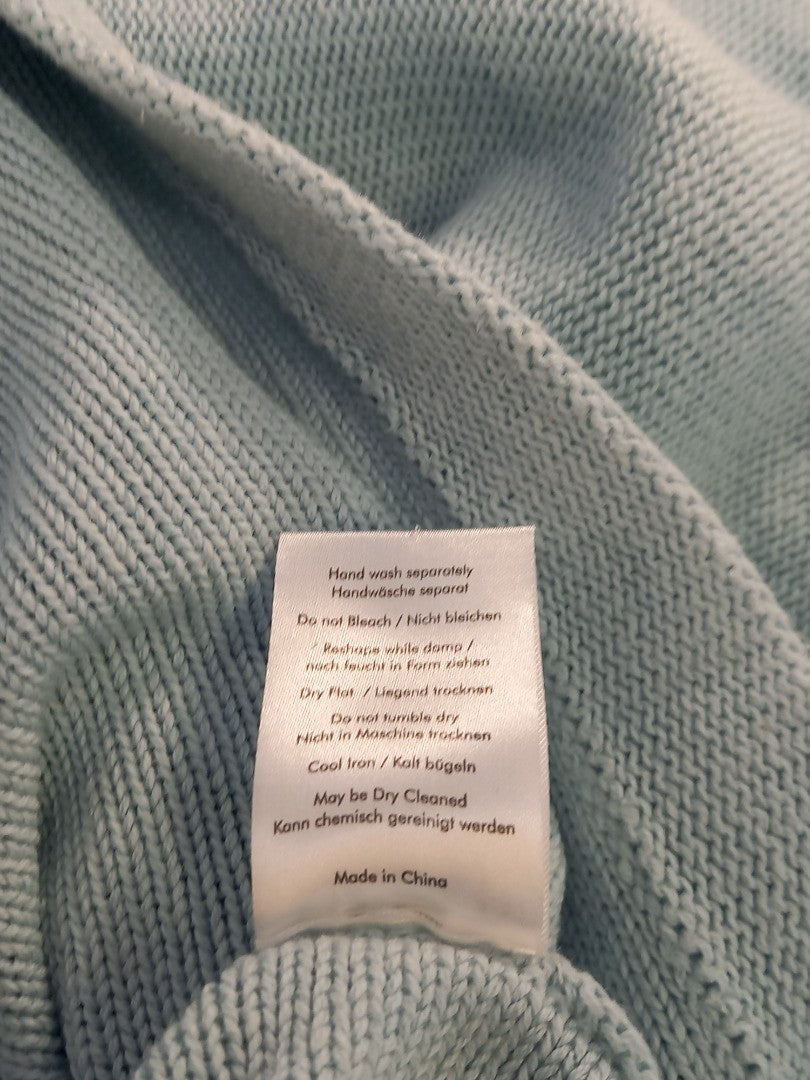 Hand wash separately
Handwäsche separat
Do not Bleach / Nicht bleichen
Reshape while damp /
noch feucht in Form ziehen
Dry Flat / Liegend trocknen
Do not tumble dry
Nicht in Maschine trocknen
Cool Iron / Kalt bügeln
May be Dry Cleaned
Kann chemisch gereinigt werden
Made in China